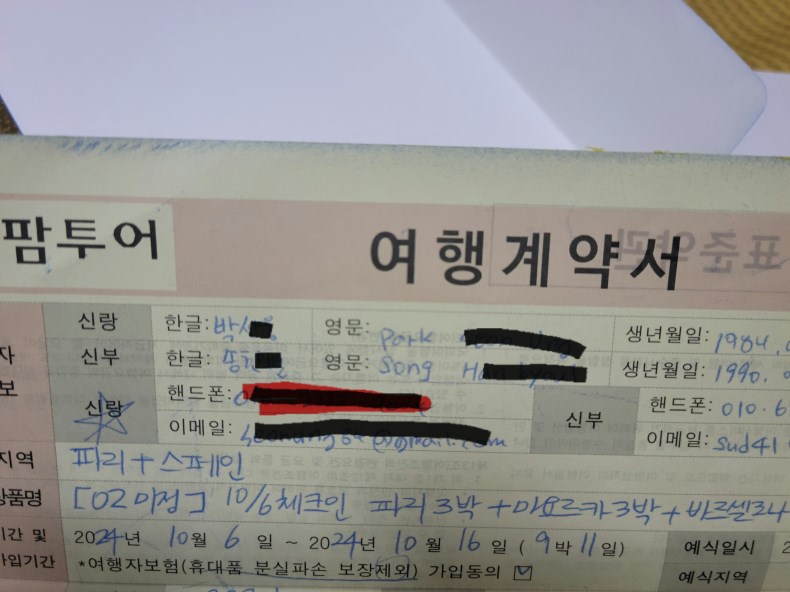 팜투어 여행계약서
신랑 한글: 박 영문: Park 생년월일: 1984.
신부 한글: 송 영문: Song 생년월일: 1990.
신랑 핸드폰: 신부 핸드폰: 010.6
이메일: @gmail.com 이메일: sud41
지역 파리 + 스페인
상품명 [02미정] 10/6 체크인 파리 3박 + 마요르카 3박 + 바르셀로나
기간 및 2024년 10월 6일 ~ 2024년 10월 16일 (9박 11일) 예식일시 2
가입기간 *여행자보험(휴대품 분실파손 보장제외) 가입동의 ☑ 예식지역